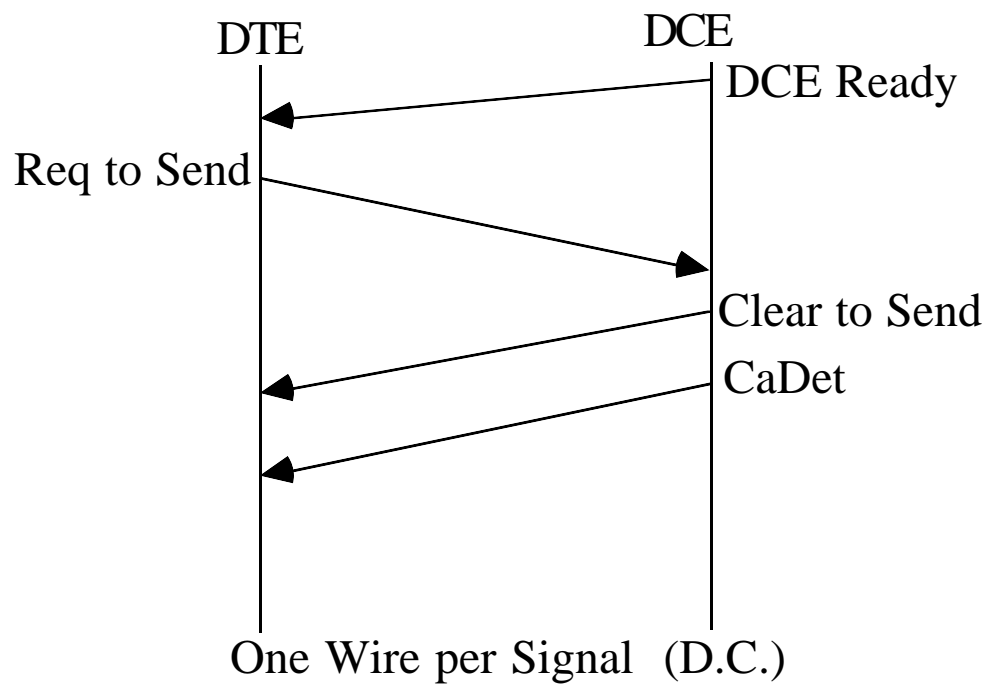 DTE
DCE
DCE Ready
Req to Send
Clear to Send
CaDet
One Wire per Signal (D.C.)